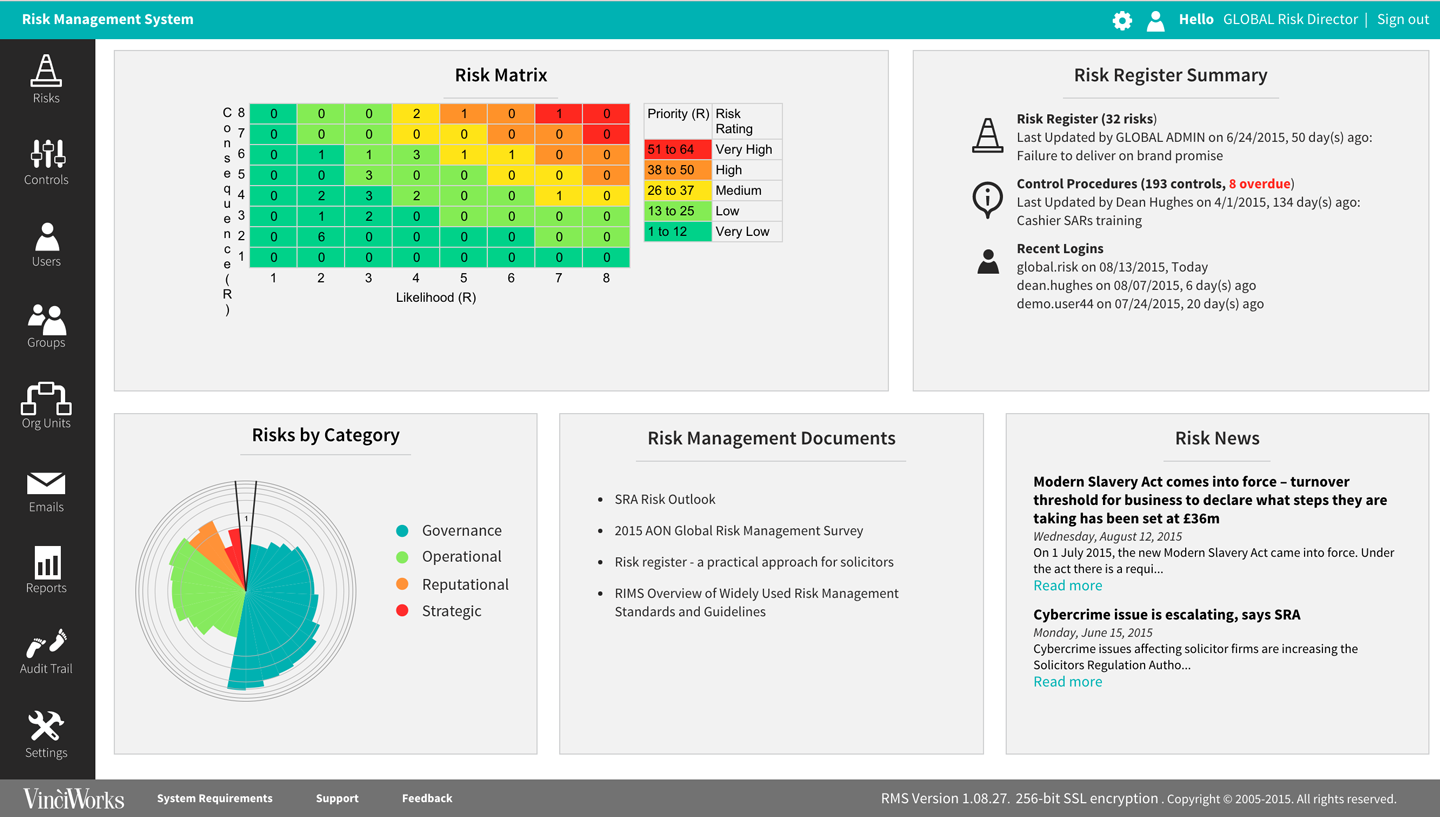 Risk Management System
Hello GLOBAL Risk Director | Sign out
Risks
Controls
Users
Groups
Org Units
Emails
Reports
Audit Trail
Settings
Risk Matrix
Consequence(R)
8 0 0 0 2 1 0 1 0
7 0 0 0 0 0 0 0 0
6 0 1 1 3 1 1 0 0
5 0 0 3 0 0 0 0 0
4 0 2 3 2 0 0 1 0
3 0 1 2 0 0 0 0 0
2 0 6 0 0 0 0 0 0
1 0 0 0 0 0 0 0 0
1 2 3 4 5 6 7 8
Likelihood (R)
Priority (R) Risk
Rating
51 to 64 Very High
38 to 50 High
26 to 37 Medium
13 to 25 Low
1 to 12 Very Low
Risk Register Summary
Risk Register (32 risks)
Last Updated by GLOBAL ADMIN on 6/24/2015, 50 day(s) ago:
Failure to deliver on brand promise
Control Procedures (193 controls, 8 overdue)
Last Updated by Dean Hughes on 4/1/2015, 134 day(s) ago:
Cashier SARs training
Recent Logins
global.risk on 08/13/2015, Today
dean.hughes on 08/07/2015, 6 day(s) ago
demo.user44 on 07/24/2015, 20 day(s) ago
Risks by Category
1
Governance
Operational
Reputational
Strategic
Risk Management Documents
• SRA Risk Outlook
• 2015 AON Global Risk Management Survey
• Risk register - a practical approach for solicitors
• RIMS Overview of Widely Used Risk Management
Standards and Guidelines
Risk News
Modern Slavery Act comes into force – turnover
threshold for business to declare what steps they are
taking has been set at £36m
Wednesday, August 12, 2015
On 1 July 2015, the new Modern Slavery Act came into force. Under
the act there is a requi...
Read more
Cybercrime issue is escalating, says SRA
Monday, June 15, 2015
Cybercrime issues affecting solicitor firms are increasing the
Solicitors Regulation Autho...
Read more
VinciWorks
System Requirements Support Feedback
RMS Version 1.08.27. 256-bit SSL encryption . Copyright © 2005-2015. All rights reserved.